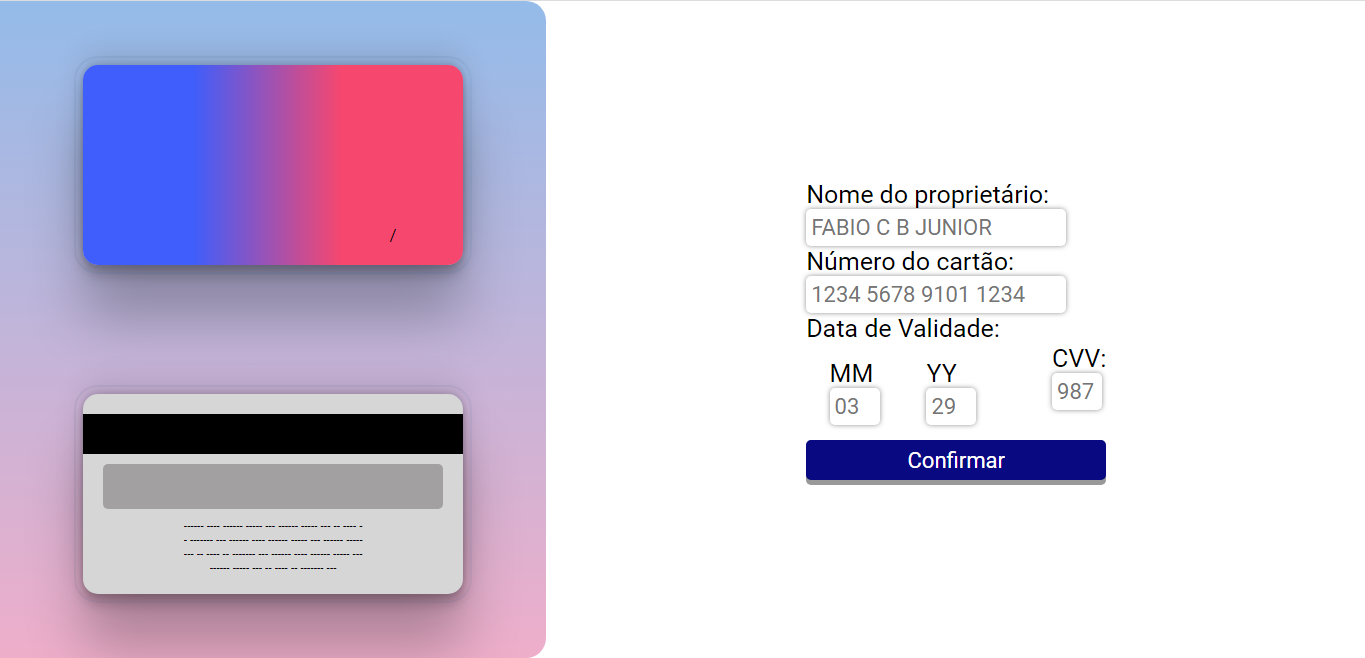 /
------ ---- ------ ----- --- ------ ----- --- -- ---- -
- ------- --- ------ ---- ------ ----- --- ------ -----
--- -- ---- -- ------- --- ------ ---- ------ ----- ---
------ ----- --- -- ---- -- ------- ---
Nome do proprietário:
FABIO C B JUNIOR
Número do cartão:
1234 5678 9101 1234
Data de Validade:
MM YY CVV:
03 29 987
Confirmar